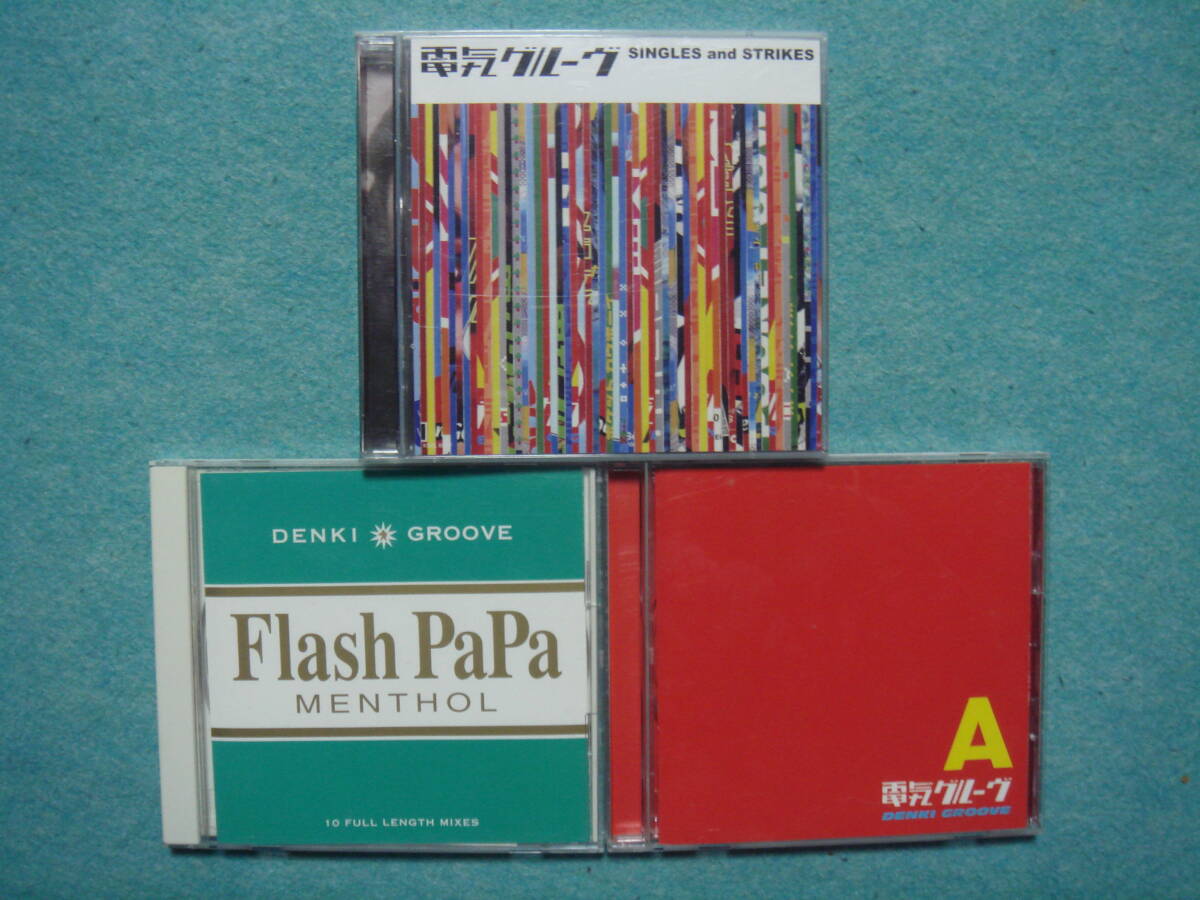 電気グルーヴ SINGLES and STRIKES
DENKI GROOVE
Flash PaPa
MENTHOL
10 FULL LENGTH MIXES
A
電気グルーヴ
DENKI GROOVE